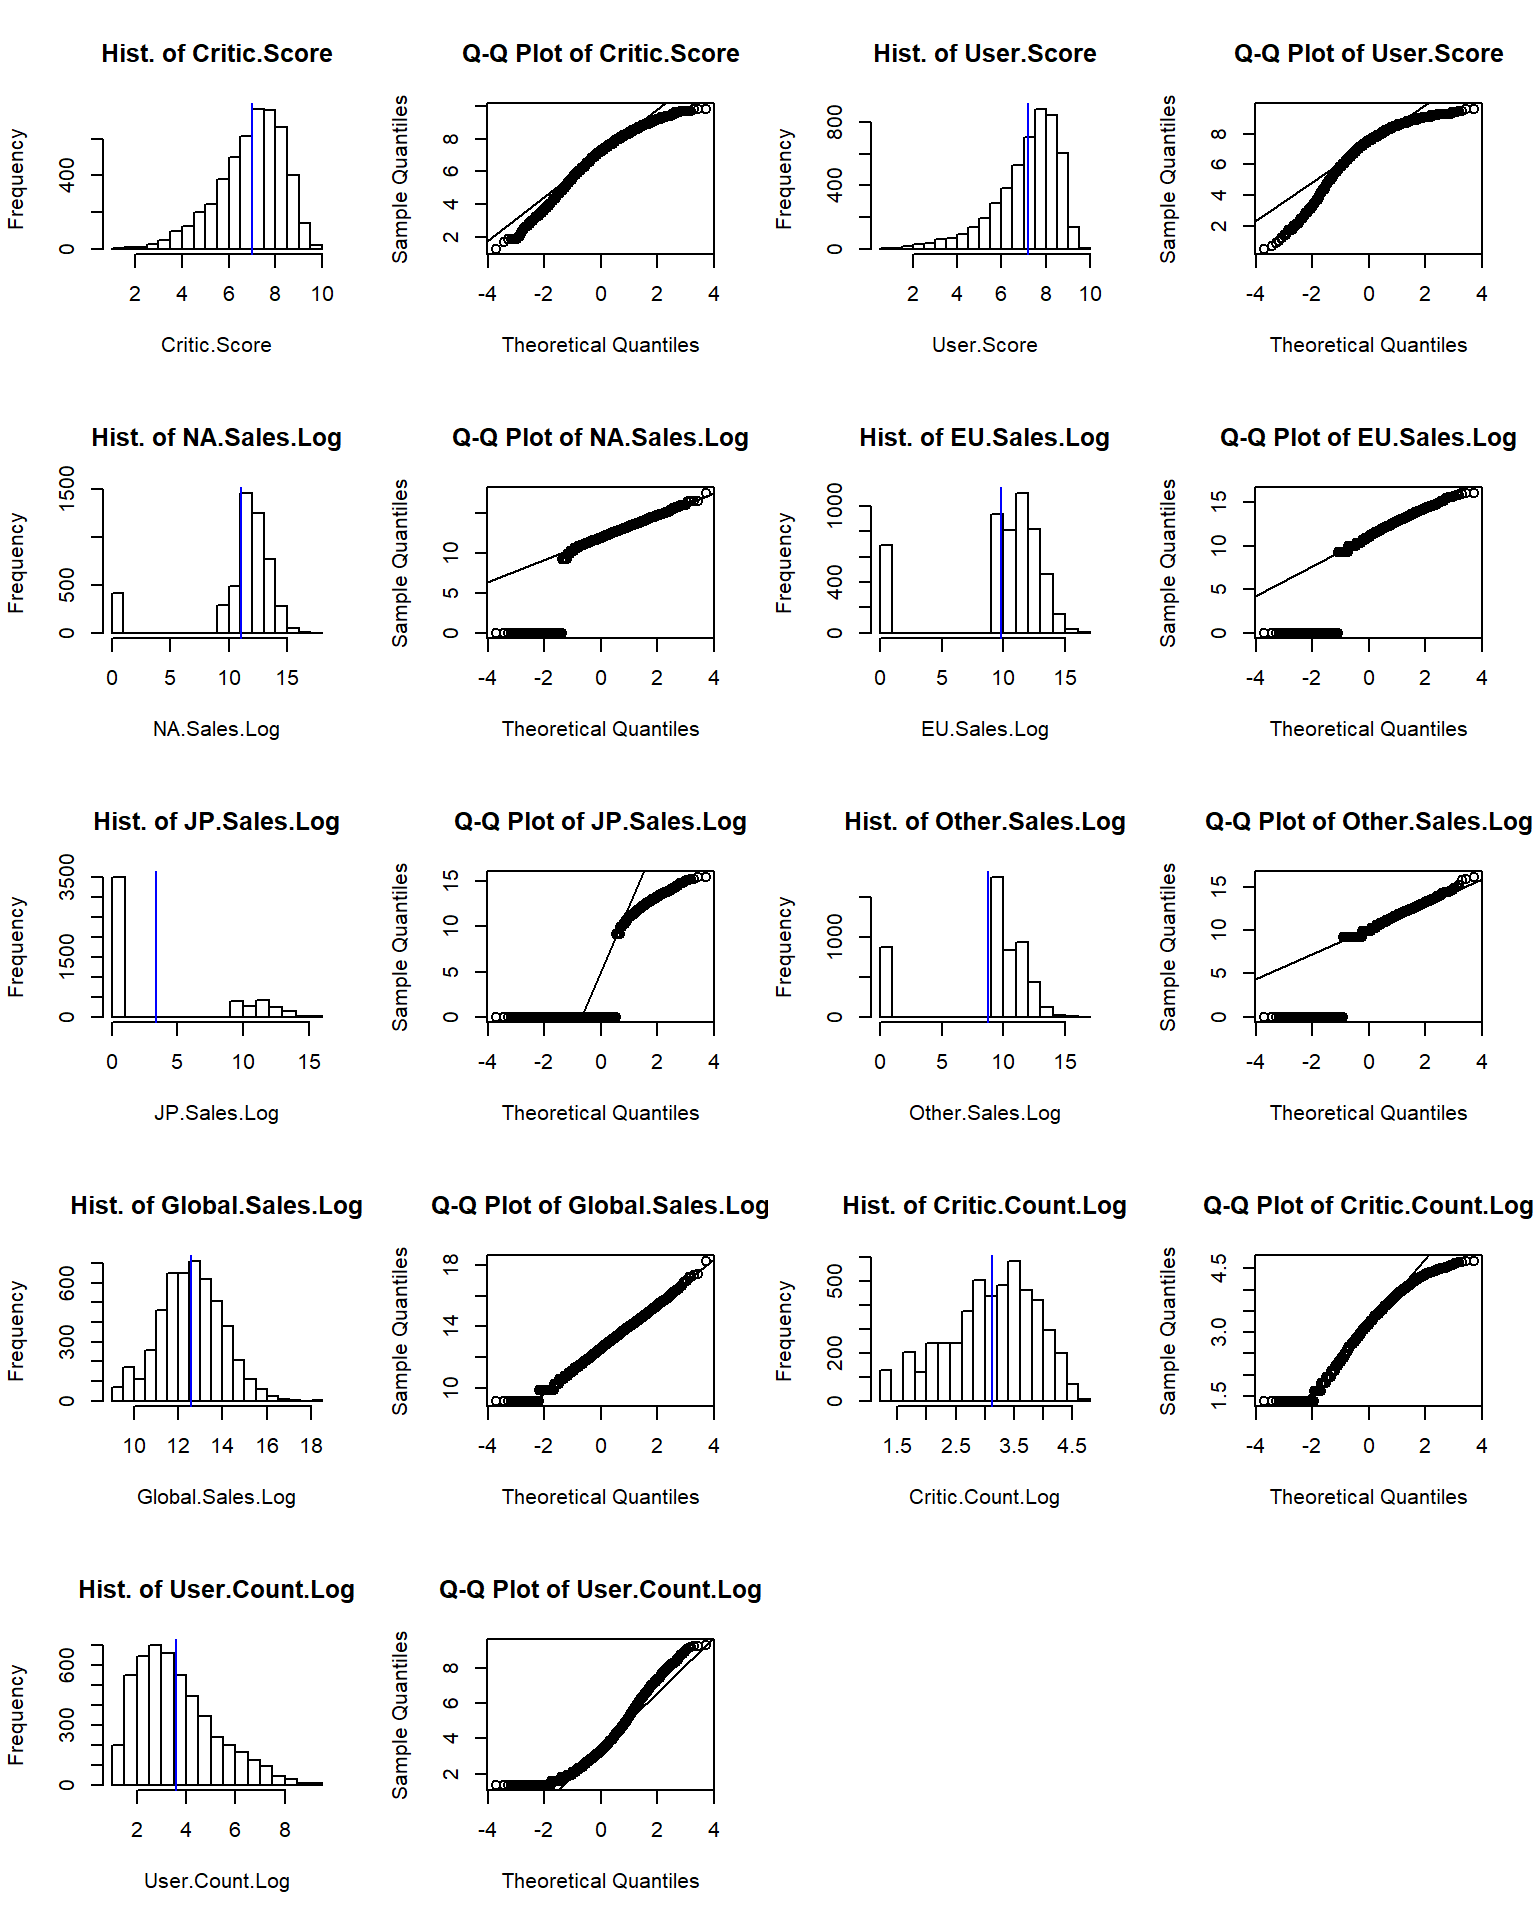 Hist. of Critic.Score
Frequency
0 400
2 4 6 8 10
Critic.Score
Q-Q Plot of Critic.Score
Sample Quantiles
2 4 6 8
-4 -2 0 2 4
Theoretical Quantiles
Hist. of User.Score
Frequency
0 400 800
2 4 6 8 10
User.Score
Q-Q Plot of User.Score
Sample Quantiles
2 4 6 8
-4 -2 0 2 4
Theoretical Quantiles
Hist. of NA.Sales.Log
Frequency
0 500 1500
0 5 10 15
NA.Sales.Log
Q-Q Plot of NA.Sales.Log
Sample Quantiles
0 5 10
-4 -2 0 2 4
Theoretical Quantiles
Hist. of EU.Sales.Log
Frequency
0 400 1000
0 5 10 15
EU.Sales.Log
Q-Q Plot of EU.Sales.Log
Sample Quantiles
0 5 10 15
-4 -2 0 2 4
Theoretical Quantiles
Hist. of JP.Sales.Log
Frequency
0 1500 3500
0 5 10 15
JP.Sales.Log
Q-Q Plot of JP.Sales.Log
Sample Quantiles
0 5 10 15
-4 -2 0 2 4
Theoretical Quantiles
Hist. of Other.Sales.Log
Frequency
0 1000
0 5 10 15
Other.Sales.Log
Q-Q Plot of Other.Sales.Log
Sample Quantiles
0 5 10 15
-4 -2 0 2 4
Theoretical Quantiles
Hist. of Global.Sales.Log
Frequency
0 300 600
10 12 14 16 18
Global.Sales.Log
Q-Q Plot of Global.Sales.Log
Sample Quantiles
10 14 18
-4 -2 0 2 4
Theoretical Quantiles
Hist. of Critic.Count.Log
Frequency
0 200 500
1.5 2.5 3.5 4.5
Critic.Count.Log
Q-Q Plot of Critic.Count.Log
Sample Quantiles
1.5 3.0 4.5
-4 -2 0 2 4
Theoretical Quantiles
Hist. of User.Count.Log
Frequency
0 300 600
2 4 6 8
User.Count.Log
Q-Q Plot of User.Count.Log
Sample Quantiles
2 4 6 8
-4 -2 0 2 4
Theoretical Quantiles